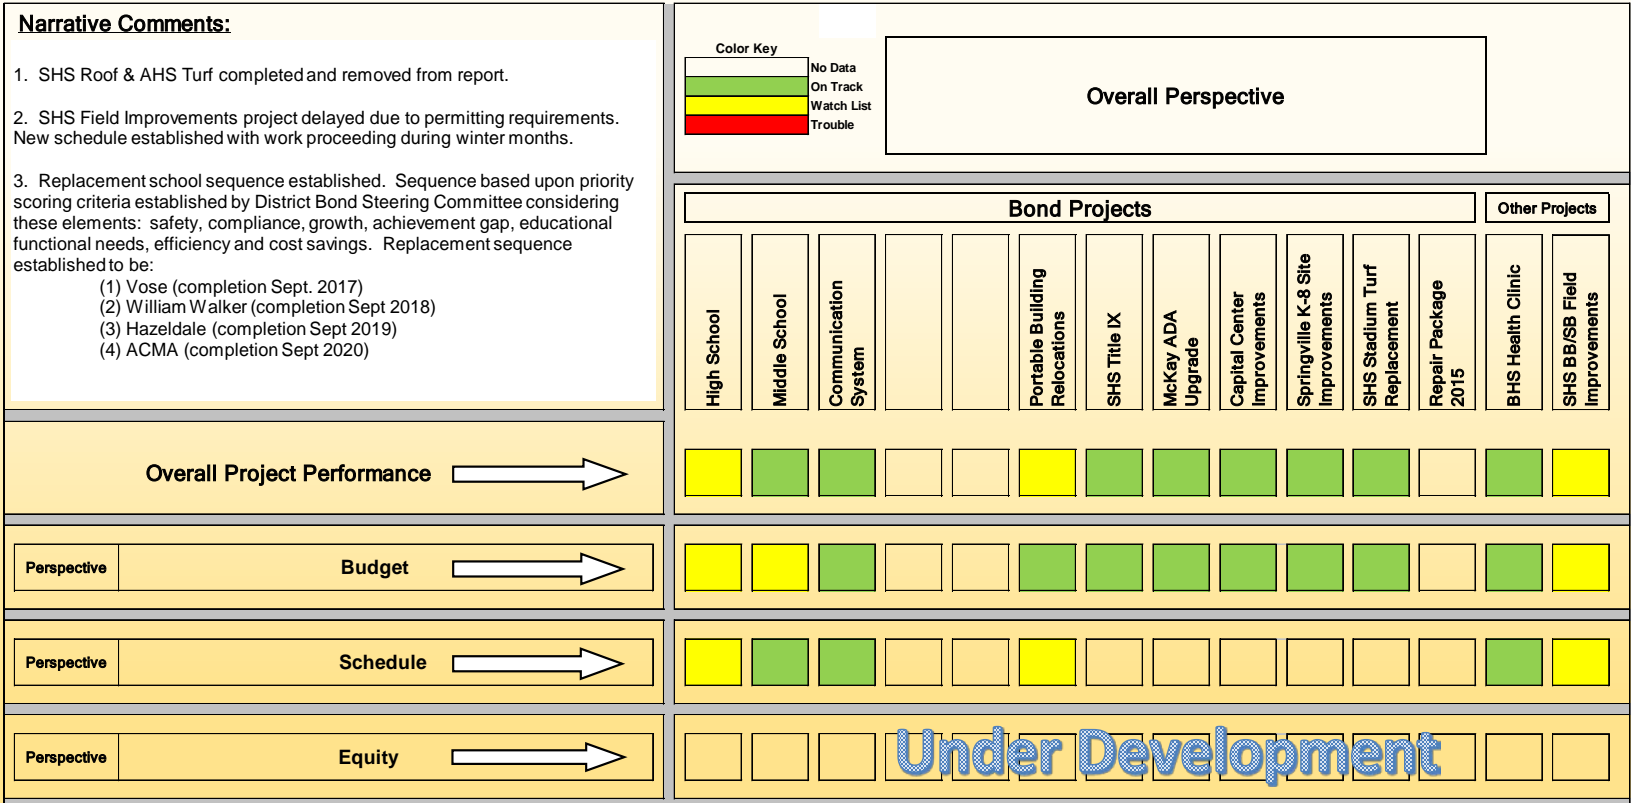 Narrative Comments:
1. SHS Roof & AHS Turf completed and removed from report.
2. SHS Field Improvements project delayed due to permitting requirements.
New schedule established with work proceeding during winter months.
3. Replacement school sequence established. Sequence based upon priority
scoring criteria established by District Bond Steering Committee considering
these elements: safety, compliance, growth, achievement gap, educational
functional needs, efficiency and cost savings. Replacement sequence
established to be:
(1) Vose (completion Sept. 2017)
(2) William Walker (completion Sept 2018)
(3) Hazeldale (completion Sept 2019)
(4) ACMA (completion Sept 2020)
Color Key
No Data
On Track
Watch List
Trouble
Overall Perspective
Bond Projects
Other Projects
High School
Middle School
Communication
System
Portable Building
Relocations
SHS Title IX
McKay ADA
Upgrade
Capital Center
Improvements
Springville K-8 Site
Improvements
SHS Stadium Turf
Replacement
Repair Package
2015
BHS Health Clinic
SHS BB/SB Field
Improvements
Overall Project Performance
Perspective
Budget
Perspective
Schedule
Perspective
Equity
Under Development